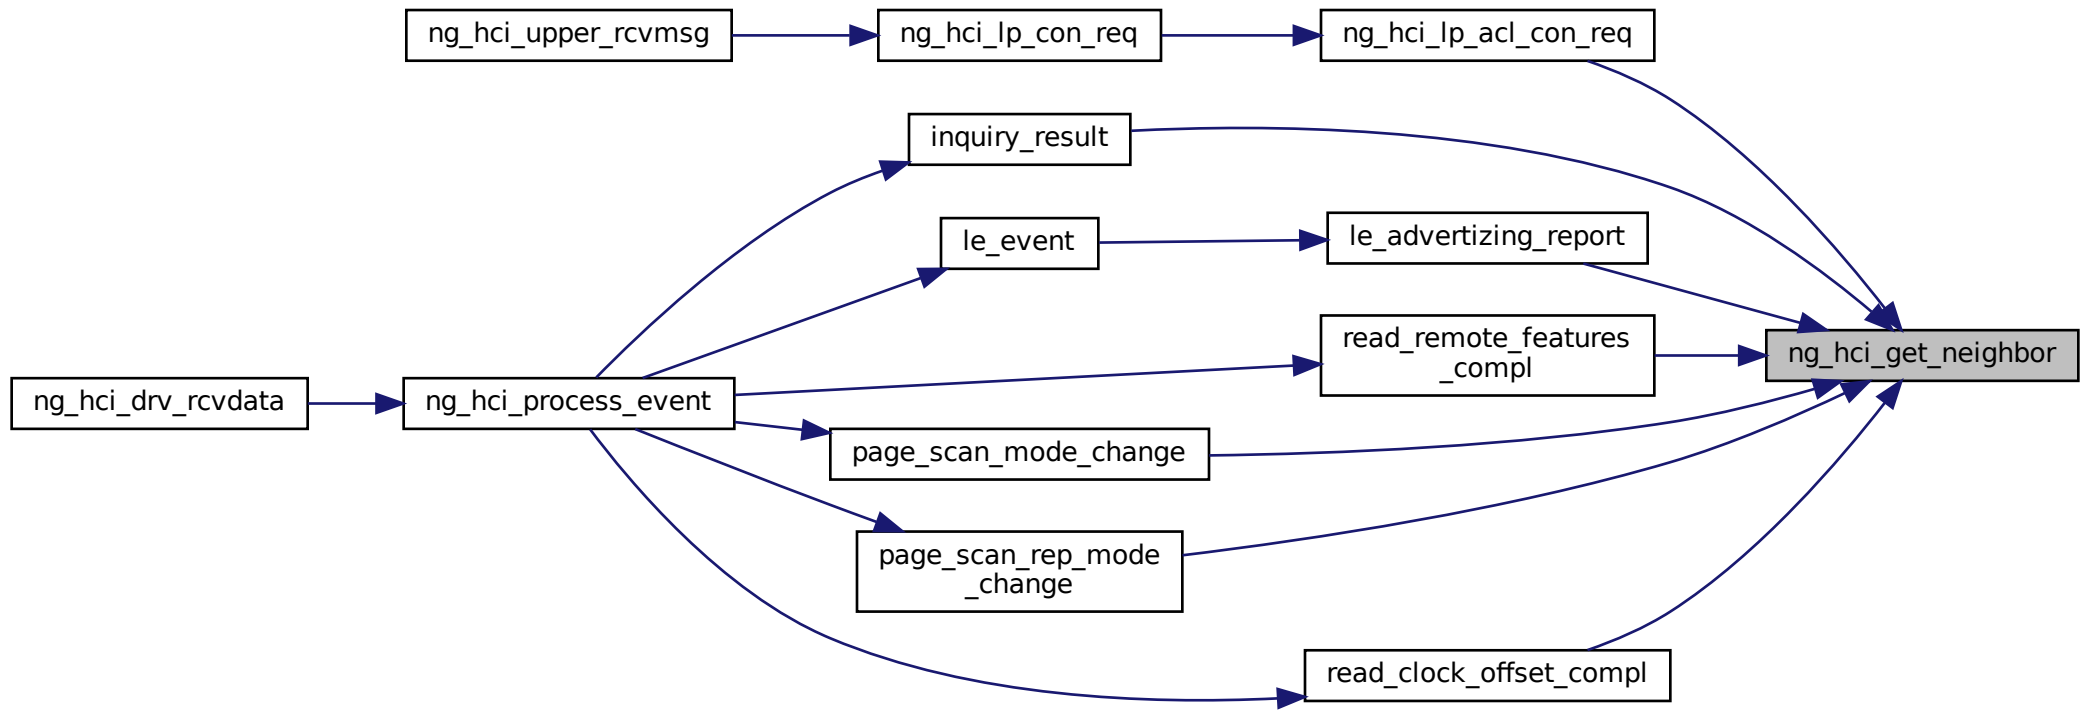 ng_hci_upper_rcvmsg
ng_hci_lp_con_req
ng_hci_lp_acl_con_req
inquiry_result
le_event
le_advertizing_report
read_remote_features
_compl
ng_hci_get_neighbor
ng_hci_drv_rcvdata
ng_hci_process_event
page_scan_mode_change
page_scan_rep_mode
_change
read_clock_offset_compl